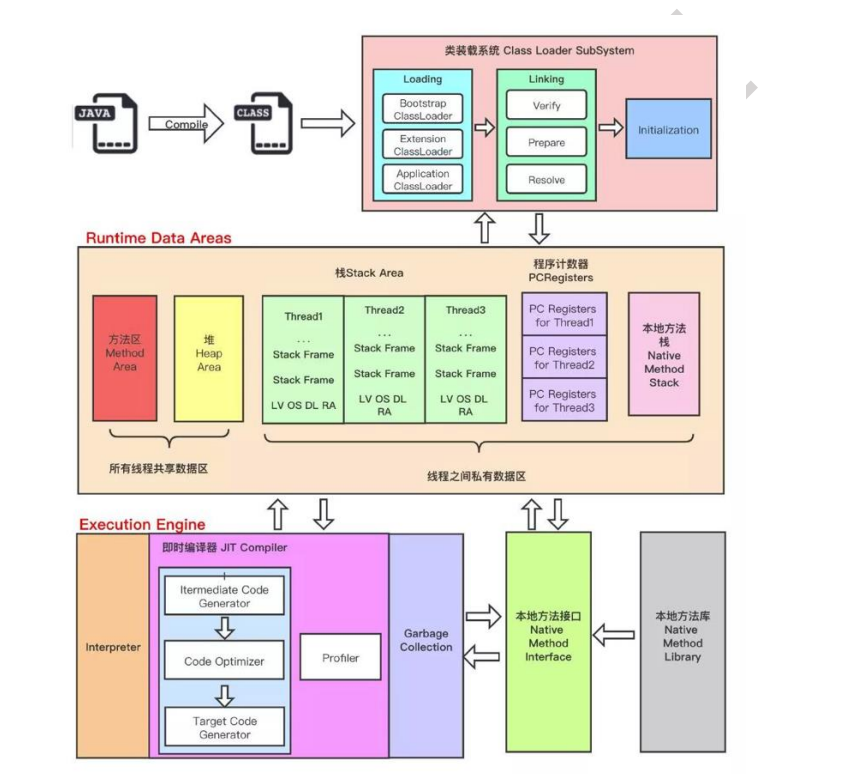 类装载系统 Class Loader SubSystem
JAVA
Compile
CLASS
Loading
Bootstrap
ClassLoader
Extension
ClassLoader
Application
ClassLoader
Linking
Verify
Prepare
Resolve
Initialization
Runtime Data Areas
栈Stack Area
程序计数器
PCRegisters
方法区
Method
Area
堆
Heap
Area
Thread1
...
Stack Frame
Stack Frame
LV OS DL RA
Thread2
...
Stack Frame
Stack Frame
LV OS DL
RA
Thread3
...
Stack Frame
Stack Frame
LV OS DL
RA
PC Registers
for Thread1
PC Registers
for Thread2
PC Registers
for Thread3
本地方法
栈
Native
Method
Stack
所有线程共享数据区
线程之间私有数据区
Execution Engine
Interpreter
即时编译器 JIT Compiler
Itermediate Code
Generator
Code Optimizer
Target Code
Generator
Profiler
Garbage
Collection
本地方法接口
Native
Method
Interface
本地方法库
Native
Method
Library